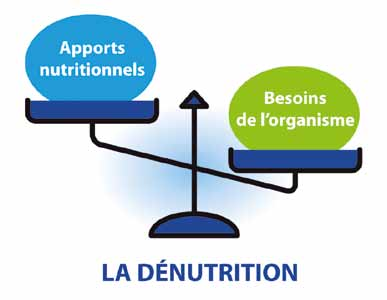 Apports
nutritionnels
Besoins
de l'organisme
LA DÉNUTRITION